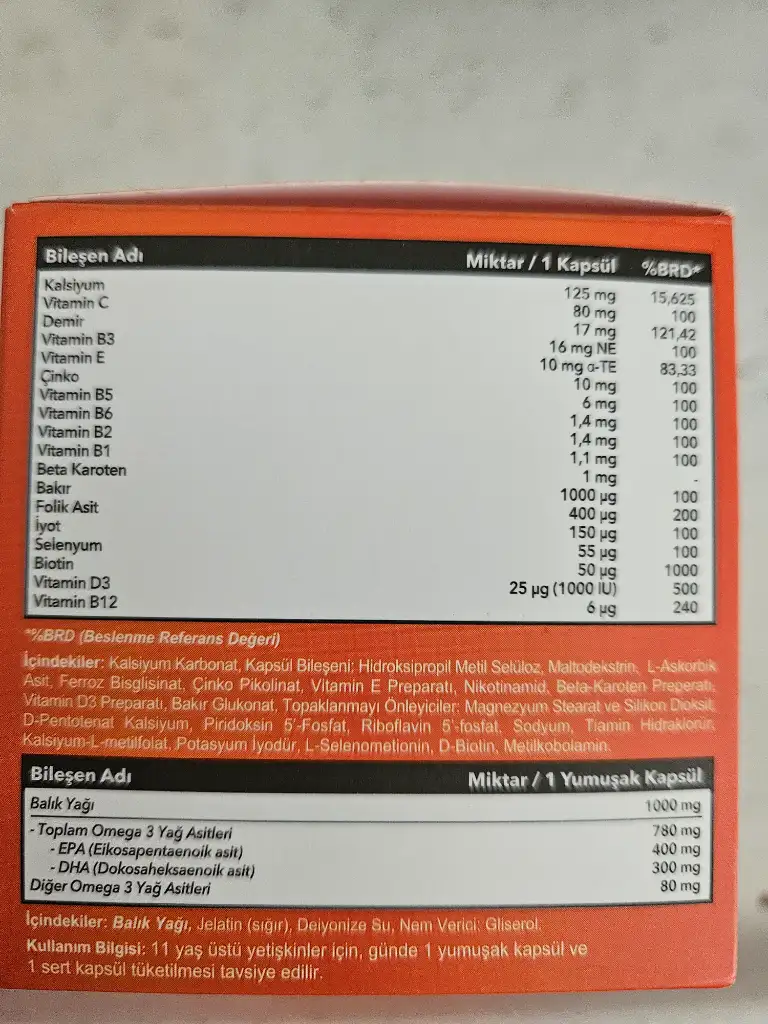 Bileşen Adı Miktar / 1 Kapsül %BRD*
Kalsiyum 125 mg 15,625
Vitamin C 80 mg 100
Demir 17 mg 121,42
Vitamin B3 16 mg NE 100
Vitamin E 10 mg α-TE 83,33
Çinko 10 mg 100
Vitamin B5 6 mg 100
Vitamin B6 1,4 mg 100
Vitamin B2 1,4 mg 100
Vitamin B1 1,1 mg 100
Beta Karoten 1 mg -
Bakır 1000 µg 100
Folik Asit 400 µg 200
İyot 150 µg 100
Selenyum 55 µg 100
Biotin 50 µg 1000
Vitamin D3 25 µg (1000 IU) 500
Vitamin B12 6 µg 240
*%BRD (Beslenme Referans Değeri)
İçindekiler: Kalsiyum Karbonat, Kapsül Bileşeni: Hidroksipropil Metil Selüloz, Maltodekstrin, L-Askorbik
Asit, Ferroz Bisglisinat, Çinko Pikolinat, Vitamin E Preparatı, Nikotinamid, Beta-Karoten Preperatı,
Vitamin D3 Preparatı, Bakır Glukonat, Topaklanmayı Önleyiciler: Magnezyum Stearat ve Silikon Dioksit,
D-Pentotenat Kalsiyum, Piridoksin 5'-Fosfat, Riboflavin 5'-fosfat, Sodyum, Tiamin Hidraklorür,
Kalsiyum-L-metilfolat, Potasyum İyodür, L-Selenometionin, D-Biotin, Metilkobolamin.
Bileşen Adı Miktar / 1 Yumuşak Kapsül
Balık Yağı 1000 mg
- Toplam Omega 3 Yağ Asitleri 780 mg
- EPA (Eikosapentaenoik asit) 400 mg
- DHA (Dokosaheksaenoik asit) 300 mg
Diğer Omega 3 Yağ Asitleri 80 mg
İçindekiler: Balık Yağı, Jelatin (sığır), Deiyonize Su, Nem Verici: Gliserol.
Kullanım Bilgisi: 11 yaş üstü yetişkinler için, günde 1 yumuşak kapsül ve
1 sert kapsül tüketilmesi tavsiye edilir.